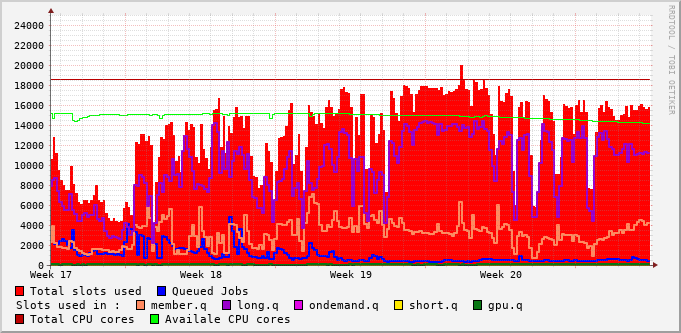 RRDTOOL / TOBI OETIKER
24000
22000
20000
18000
16000
14000
12000
10000
8000
6000
4000
2000
0
Week 17 Week 18 Week 19 Week 20
Total slots used Queued Jobs
Slots used in : member.q long.q ondemand.q short.q gpu.q
Total CPU cores Availale CPU cores